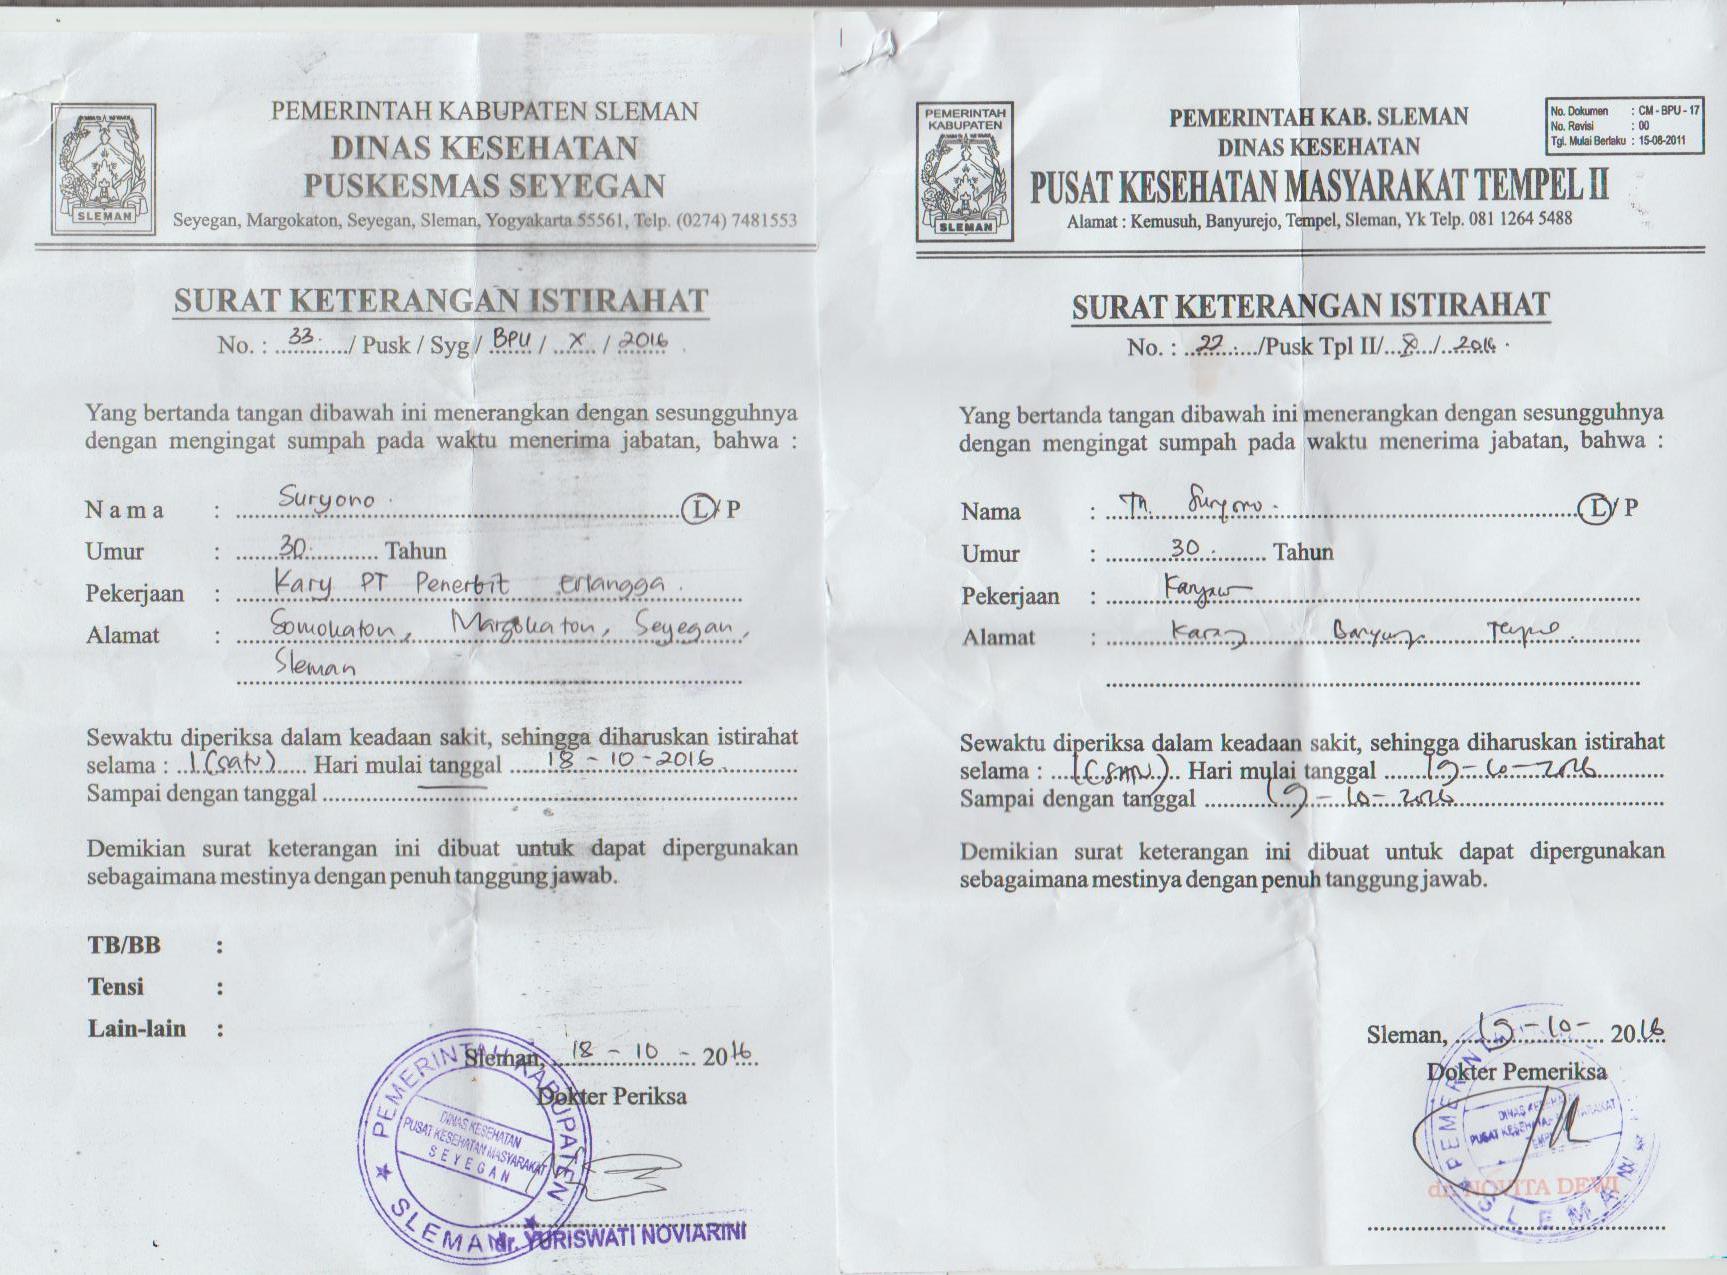 SLEMAN
PEMERINTAH KABUPATEN SLEMAN
DINAS KESEHATAN
PUSKESMAS SEYEGAN
Seyegan, Margokaton, Seyegan, Sleman, Yogyakarta 55561, Telp. (0274) 7481553
SURAT KETERANGAN ISTIRAHAT
No. : 33 / Pusk / Syg / BPU / X / 2016
Yang bertanda tangan dibawah ini menerangkan dengan sesungguhnya
dengan mengingat sumpah pada waktu menerima jabatan, bahwa :
Nama : Suryono L/P
Umur : 30 Tahun
Pekerjaan : Kary PT Penerbit Erlangga
Alamat : Somokaton, Margokaton, Seyegan,
Sleman
Sewaktu diperiksa dalam keadaan sakit, sehingga diharuskan istirahat
selama : 1 (satu) Hari mulai tanggal 18-10-2016
Sampai dengan tanggal
Demikian surat keterangan ini dibuat untuk dapat dipergunakan
sebagaimana mestinya dengan penuh tanggung jawab.
TB/BB :
Tensi :
Lain-lain :
Sleman, 18 - 10 - 2016.
Dokter Periksa
PEMERINTAH KABUPATEN
DINAS KESEHATAN
PUSAT KESEHATAN MASYARAKAT
SEYEGAN
SLEMAN
dr. YURISWATI NOVIARINI
PEMERINTAH
KABUPATEN
SLEMAN
PEMERINTAH KAB. SLEMAN
DINAS KESEHATAN
PUSAT KESEHATAN MASYARAKAT TEMPEL II
Alamat : Kemusuh, Banyurejo, Tempel, Sleman, Yk Telp. 081 1264 5488
No. Dokumen : CM - BPU - 17
No. Revisi : 00
Tgl. Mulai Berlaku : 15-08-2011
SURAT KETERANGAN ISTIRAHAT
No. : 22 /Pusk Tpl II/ X / 2016
Yang bertanda tangan dibawah ini menerangkan dengan sesungguhnya
dengan mengingat sumpah pada waktu menerima jabatan, bahwa :
Nama : Tn. Suryono L/P
Umur : 30 Tahun
Pekerjaan :
Alamat :
Sewaktu diperiksa dalam keadaan sakit, sehingga diharuskan istirahat
selama : 1 (satu) Hari mulai tanggal 19-10-2016
Sampai dengan tanggal 19-10-2016
Demikian surat keterangan ini dibuat untuk dapat dipergunakan
sebagaimana mestinya dengan penuh tanggung jawab.
Sleman, 19-10- 2016
Dokter Pemeriksa
DINAS
PUSAT
SLEMAN
dr. NOVITA DEWI